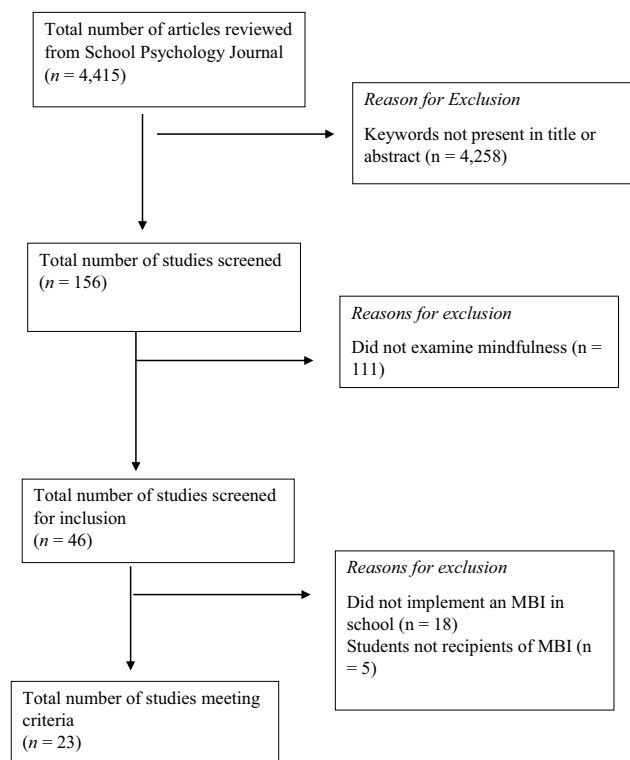 Total number of articles reviewed
from School Psychology Journal
(n = 4,415)
Reason for Exclusion
Keywords not present in title or
abstract (n = 4,258)
Total number of studies screened
(n = 156)
Reasons for exclusion
Did not examine mindfulness (n =
111)
Total number of studies screened
for inclusion
(n = 46)
Reasons for exclusion
Did not implement an MBI in
school (n = 18)
Students not recipients of MBI (n
= 5)
Total number of studies meeting
criteria
(n = 23)